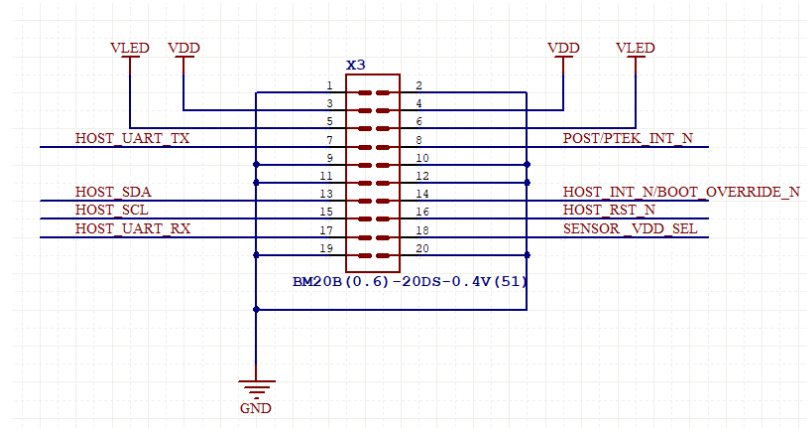 VLED VDD VDD VLED
X3
1 2
3 4
5 6
HOST_UART_TX 7 8 POST/PTEK_INT_N
9 10
11 12
HOST_SDA 13 14 HOST_INT_N/BOOT_OVERRIDE_N
HOST_SCL 15 16 HOST_RST_N
HOST_UART_RX 17 18 SENSOR_VDD_SEL
19 20
BM20B(0.6)-20DS-0.4V(51)
GND